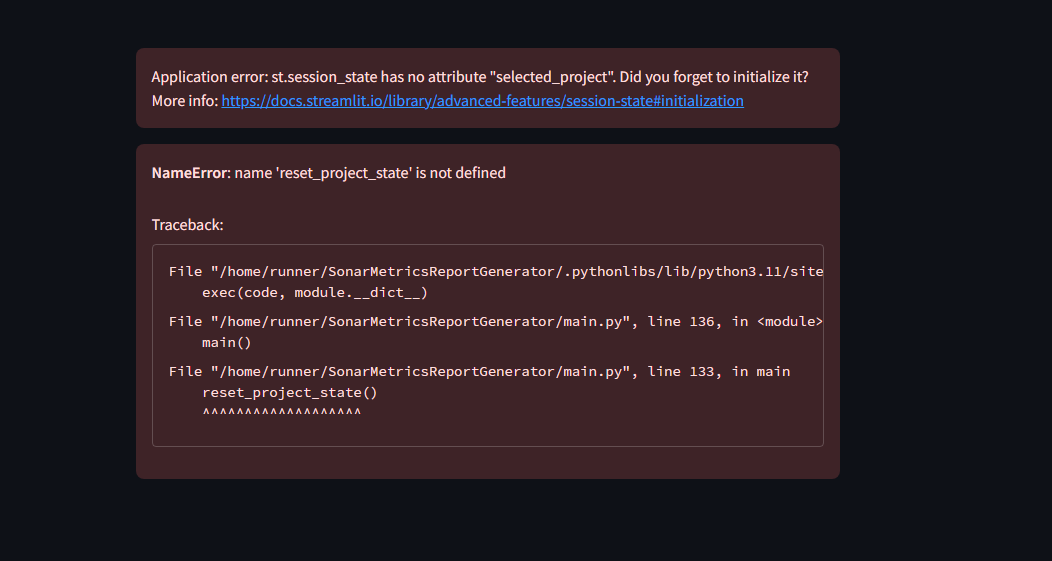 Application error: st.session_state has no attribute "selected_project". Did you forget to initialize it?
More info: https://docs.streamlit.io/library/advanced-features/session-state#initialization
NameError: name 'reset_project_state' is not defined
Traceback:
File "/home/runner/SonarMetricsReportGenerator/.pythonlibs/lib/python3.11/site
    exec(code, module.__dict__)
File "/home/runner/SonarMetricsReportGenerator/main.py", line 136, in <module>
    main()
File "/home/runner/SonarMetricsReportGenerator/main.py", line 133, in main
    reset_project_state()
    ^^^^^^^^^^^^^^^^^^^